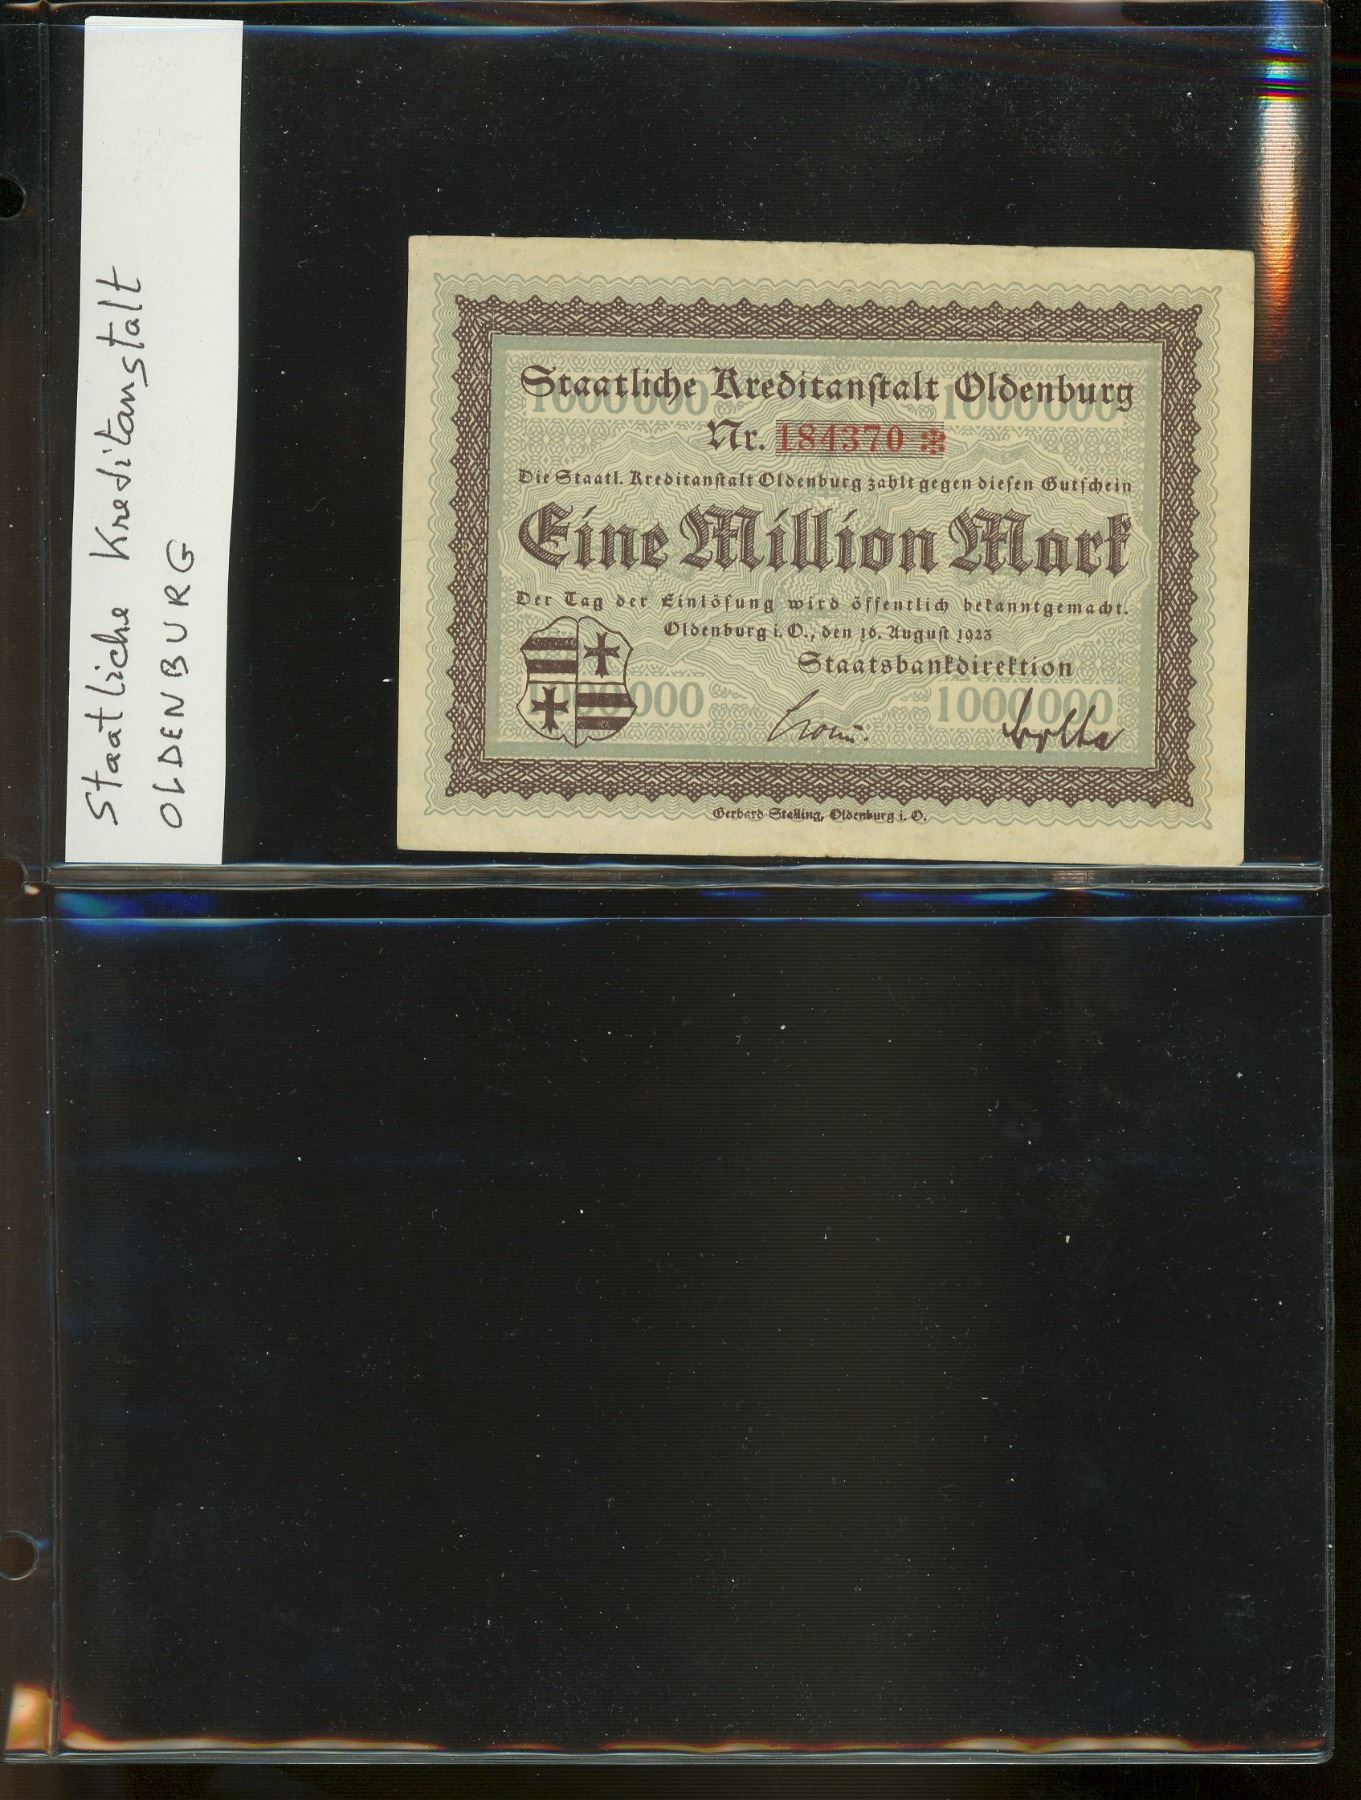 Staatliche Kreditanstalt
OLDENBURG
Staatliche Kreditanstalt Oldenburg
1000000 1000000
Nr. 184370 ✻
Die Staatl. Kreditanstalt Oldenburg zahlt gegen diesen Gutschein
Eine Million Mark
Der Tag der Einlösung wird öffentlich bekanntgemacht.
Oldenburg i. O., den 16. August 1923
Staatsbankdirektion
1000000 1000000
Gerhard Stalling, Oldenburg i. O.